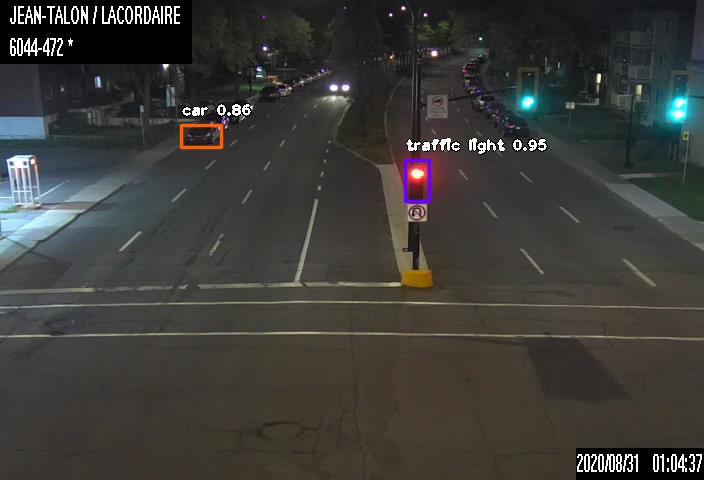 JEAN-TALON / LACORDAIRE
6044-472 *
car 0.86
traffic light 0.95
2020/08/31 01:04:37